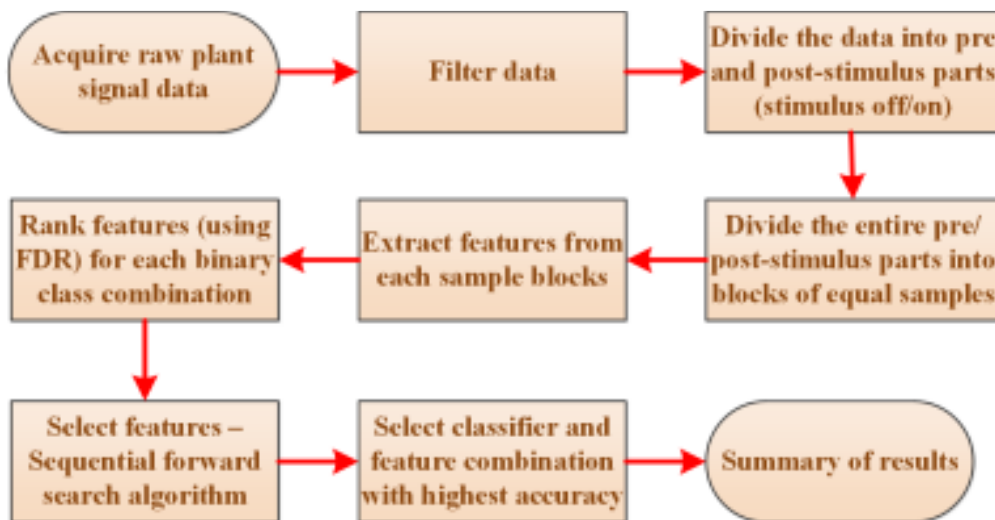 Acquire raw plant
signal data
Filter data
Divide the data into pre
and post-stimulus parts
(stimulus off/on)
Divide the entire pre/
post-stimulus parts into
blocks of equal samples
Extract features from
each sample blocks
Rank features (using
FDR) for each binary
class combination
Select features –
Sequential forward
search algorithm
Select classifier and
feature combination
with highest accuracy
Summary of results